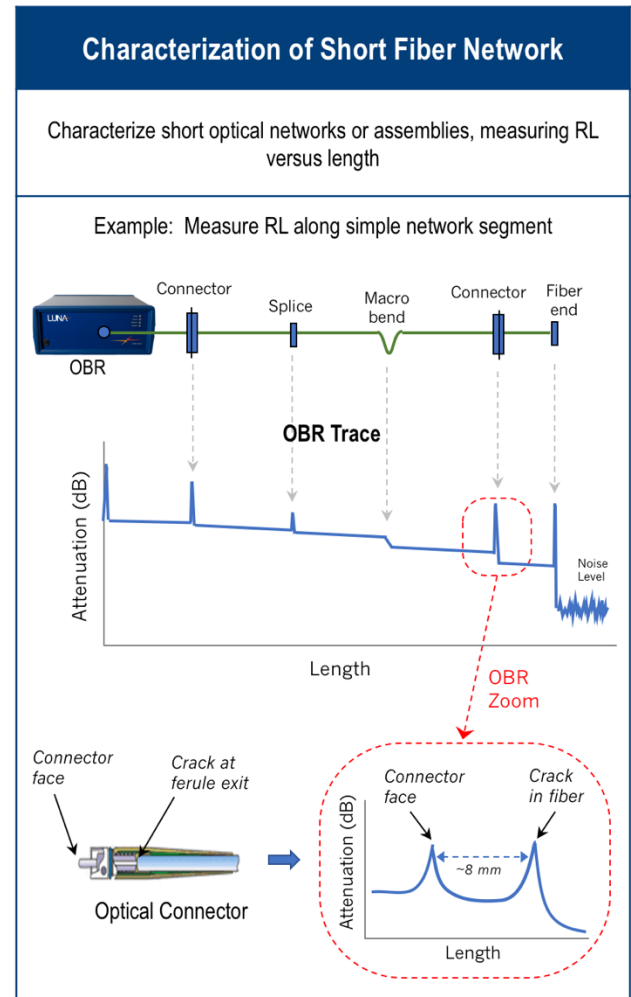 Characterization of Short Fiber Network
Characterize short optical networks or assemblies, measuring RL
versus length
Example: Measure RL along simple network segment
Connector
Splice
Macro
bend
Connector
Fiber
end
LUNA
OBR
OBR Trace
Attenuation (dB)
Noise
Level
Length
OBR
Zoom
Connector
face
Crack at
ferule exit
Optical Connector
Connector
face
Crack
in fiber
~8 mm
Attenuation (dB)
Length